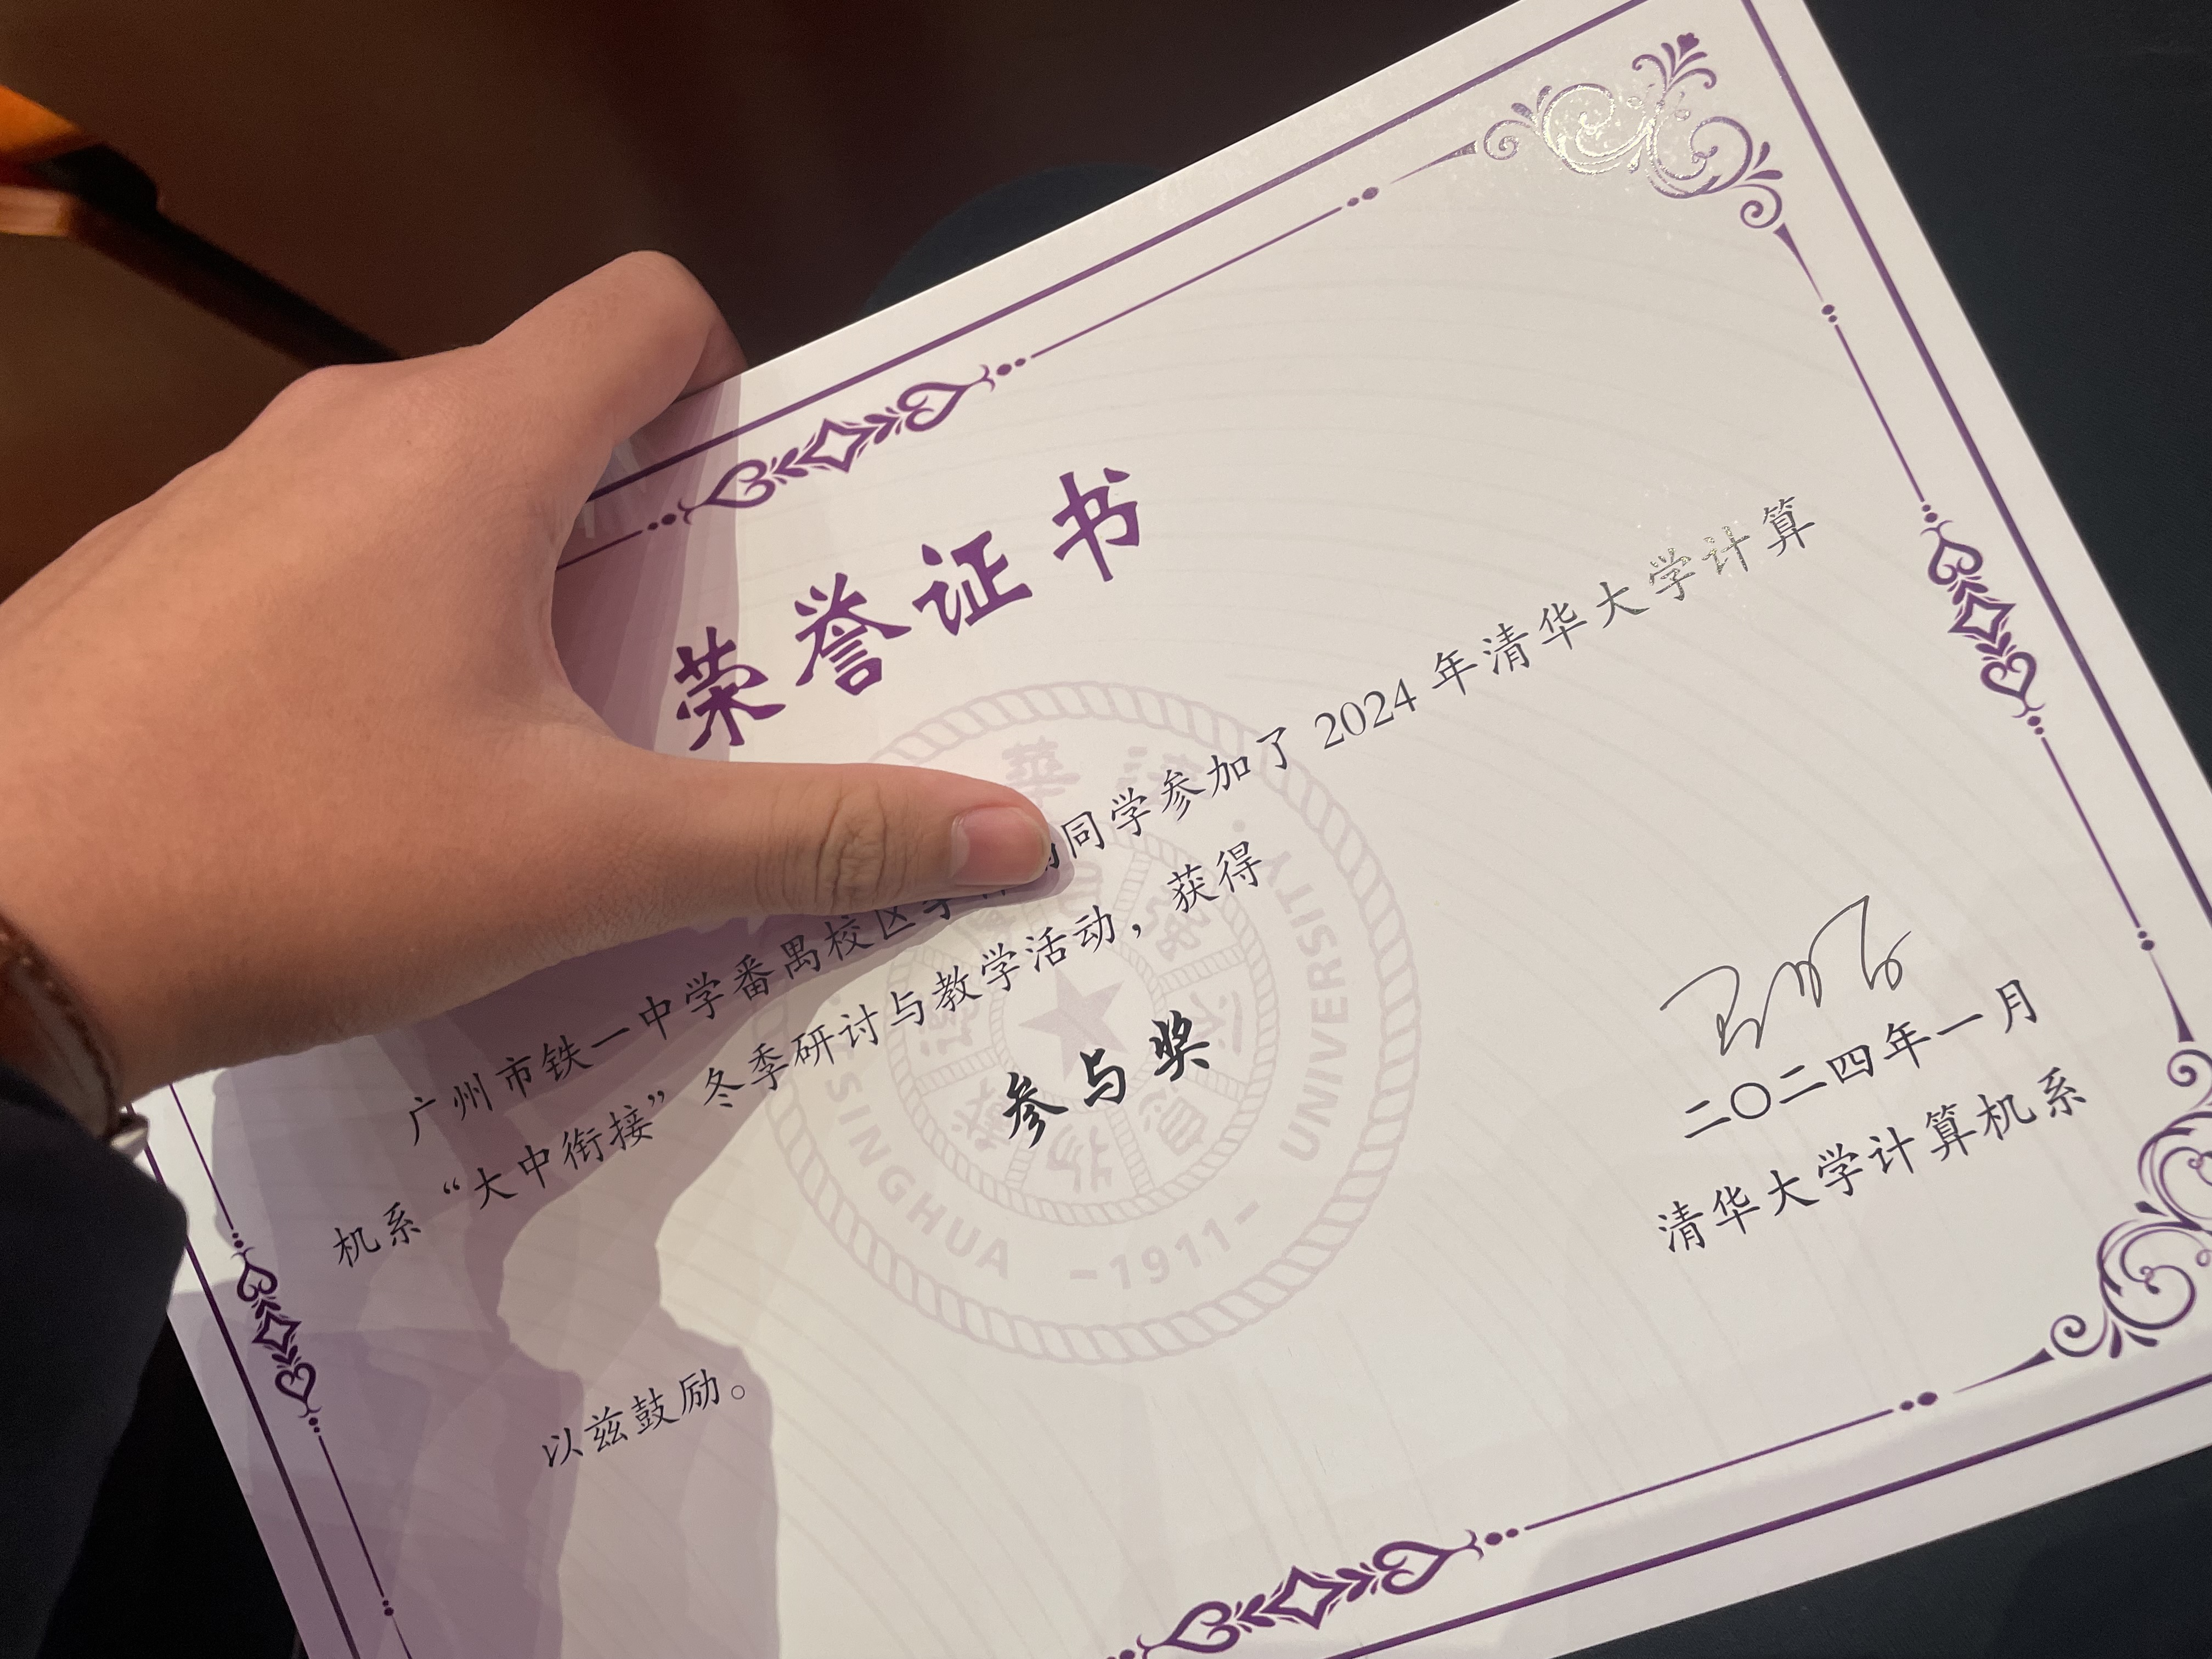 荣誉证书
广州市铁一中学番禺校区 同学参加了 2024 年清华大学计算
机系 “大中衔接” 冬季研讨与教学活动，获得
参与奖
以兹鼓励。
二〇二四年一月
清华大学计算机系
UNIVERSITY
SINGHUA
-1911-